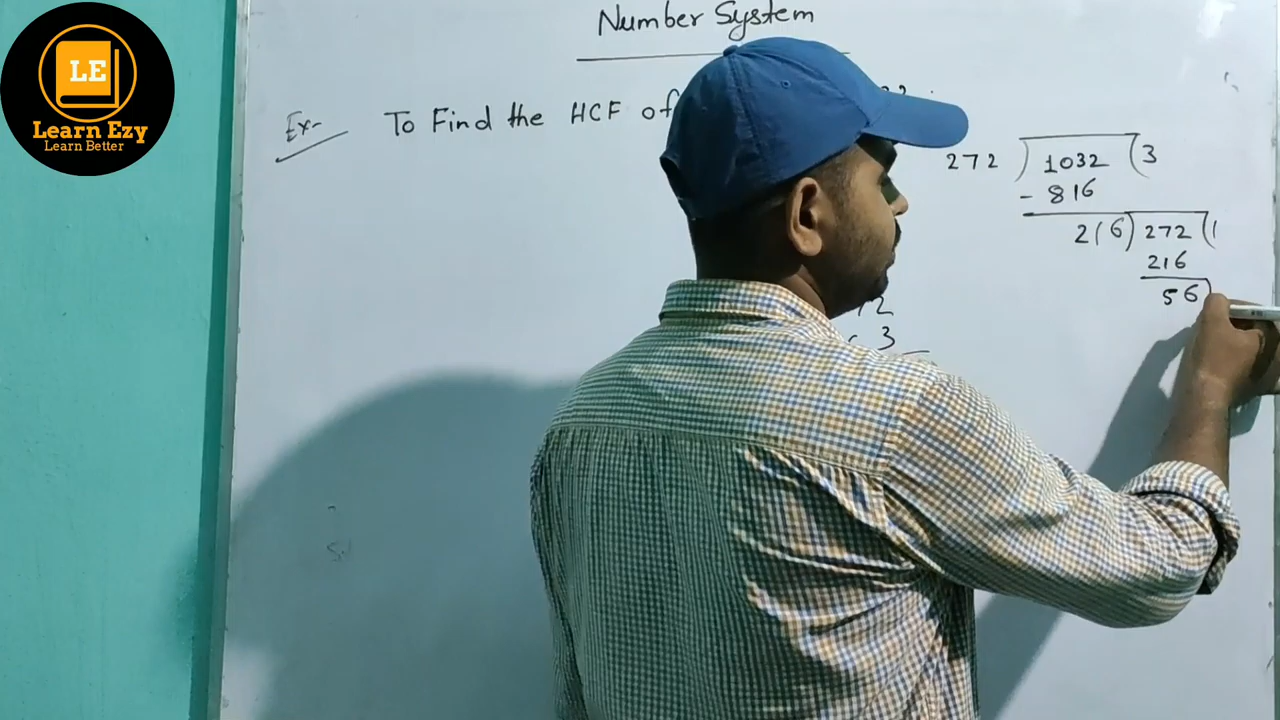 LE
Learn Ezy
Learn Better
Number System
Ex- To Find the HCF of
272 ) 1032 ( 3
- 816
216 ) 272 ( 1
216
56 )
2
3